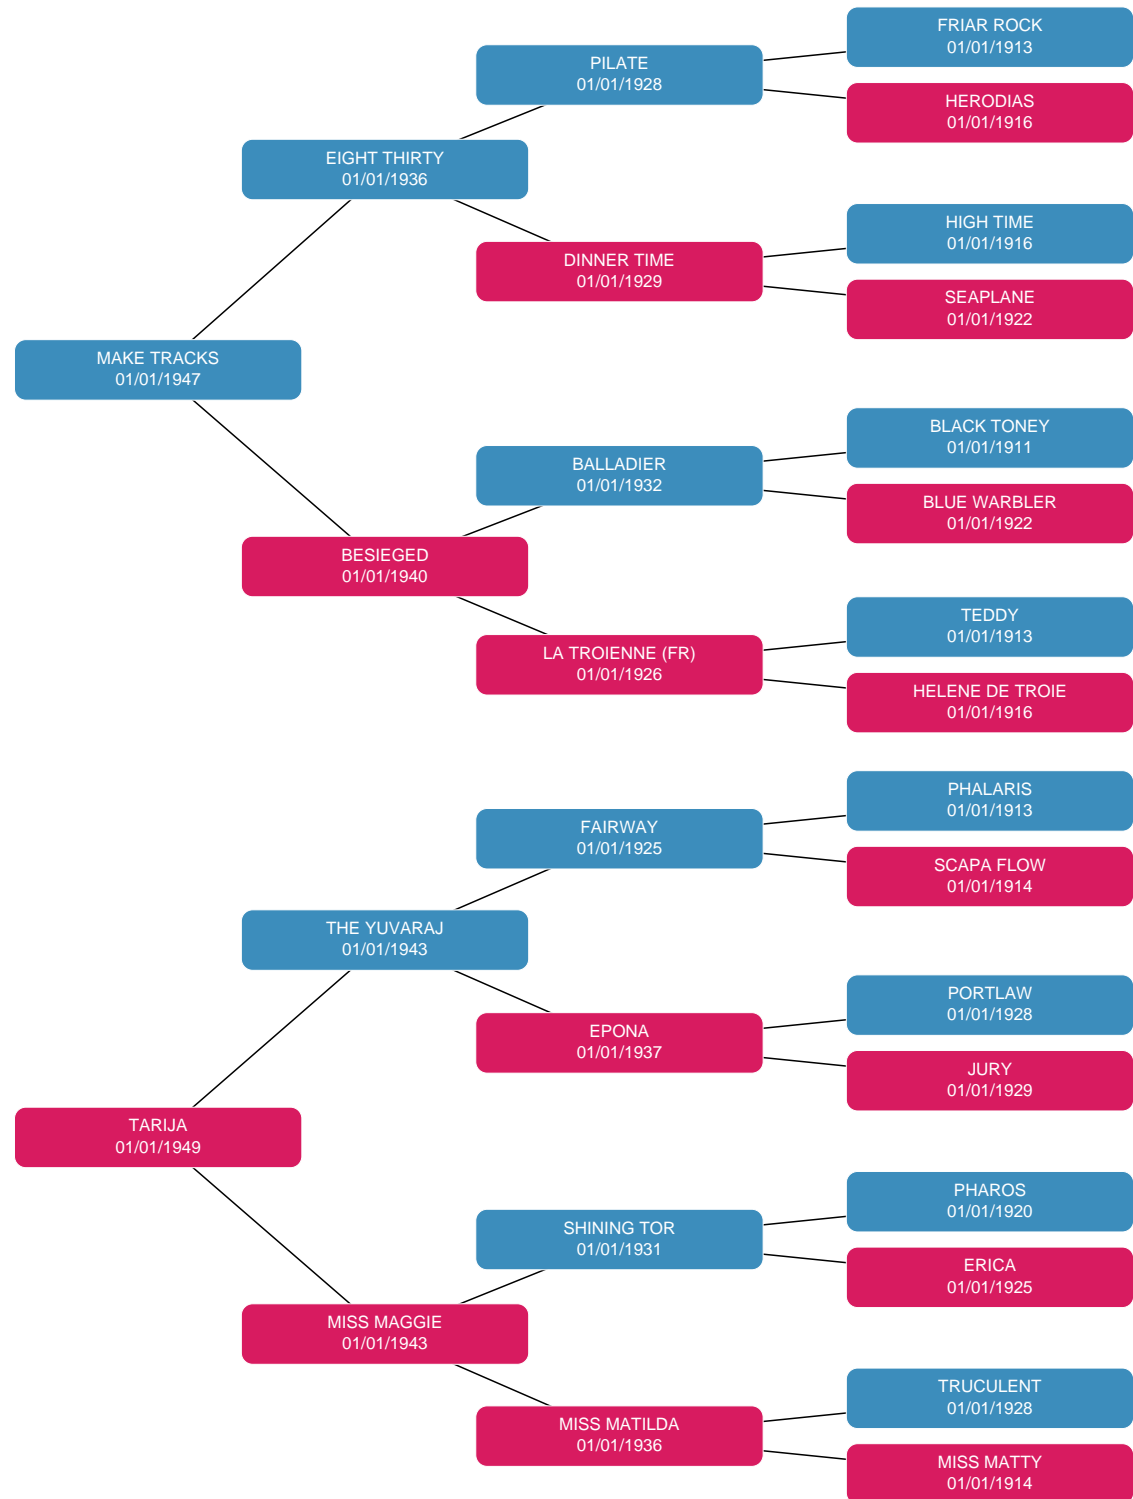 FRIAR ROCK
01/01/1913
PILATE
01/01/1928
HERODIAS
01/01/1916
EIGHT THIRTY
01/01/1936
HIGH TIME
01/01/1916
DINNER TIME
01/01/1929
SEAPLANE
01/01/1922
MAKE TRACKS
01/01/1947
BLACK TONEY
01/01/1911
BALLADIER
01/01/1932
BLUE WARBLER
01/01/1922
BESIEGED
01/01/1940
TEDDY
01/01/1913
LA TROIENNE (FR)
01/01/1926
HELENE DE TROIE
01/01/1916
PHALARIS
01/01/1913
FAIRWAY
01/01/1925
SCAPA FLOW
01/01/1914
THE YUVARAJ
01/01/1943
PORTLAW
01/01/1928
EPONA
01/01/1937
JURY
01/01/1929
TARIJA
01/01/1949
PHAROS
01/01/1920
SHINING TOR
01/01/1931
ERICA
01/01/1925
MISS MAGGIE
01/01/1943
TRUCULENT
01/01/1928
MISS MATILDA
01/01/1936
MISS MATTY
01/01/1914